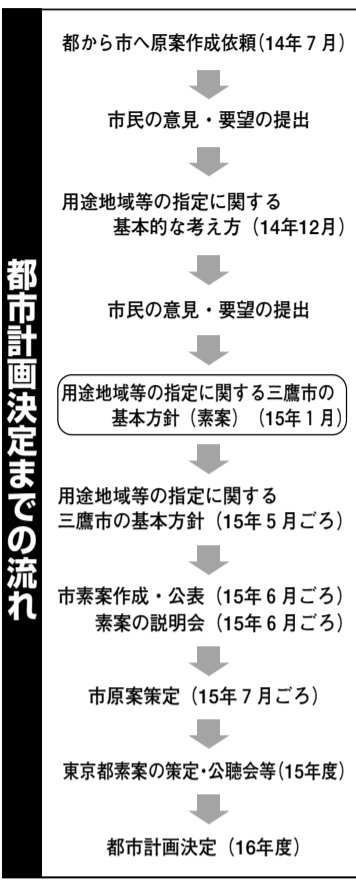 都市計画決定までの流れ
都から市へ原案作成依頼(14年7月)
市民の意見・要望の提出
用途地域等の指定に関する
基本的な考え方(14年12月)
市民の意見・要望の提出
用途地域等の指定に関する三鷹市の
基本方針(素案)(15年1月)
用途地域等の指定に関する
三鷹市の基本方針(15年5月ごろ)
市素案作成・公表(15年6月ごろ)
素案の説明会(15年6月ごろ)
市原案策定(15年7月ごろ)
東京都素案の策定・公聴会等(15年度)
都市計画決定(16年度)